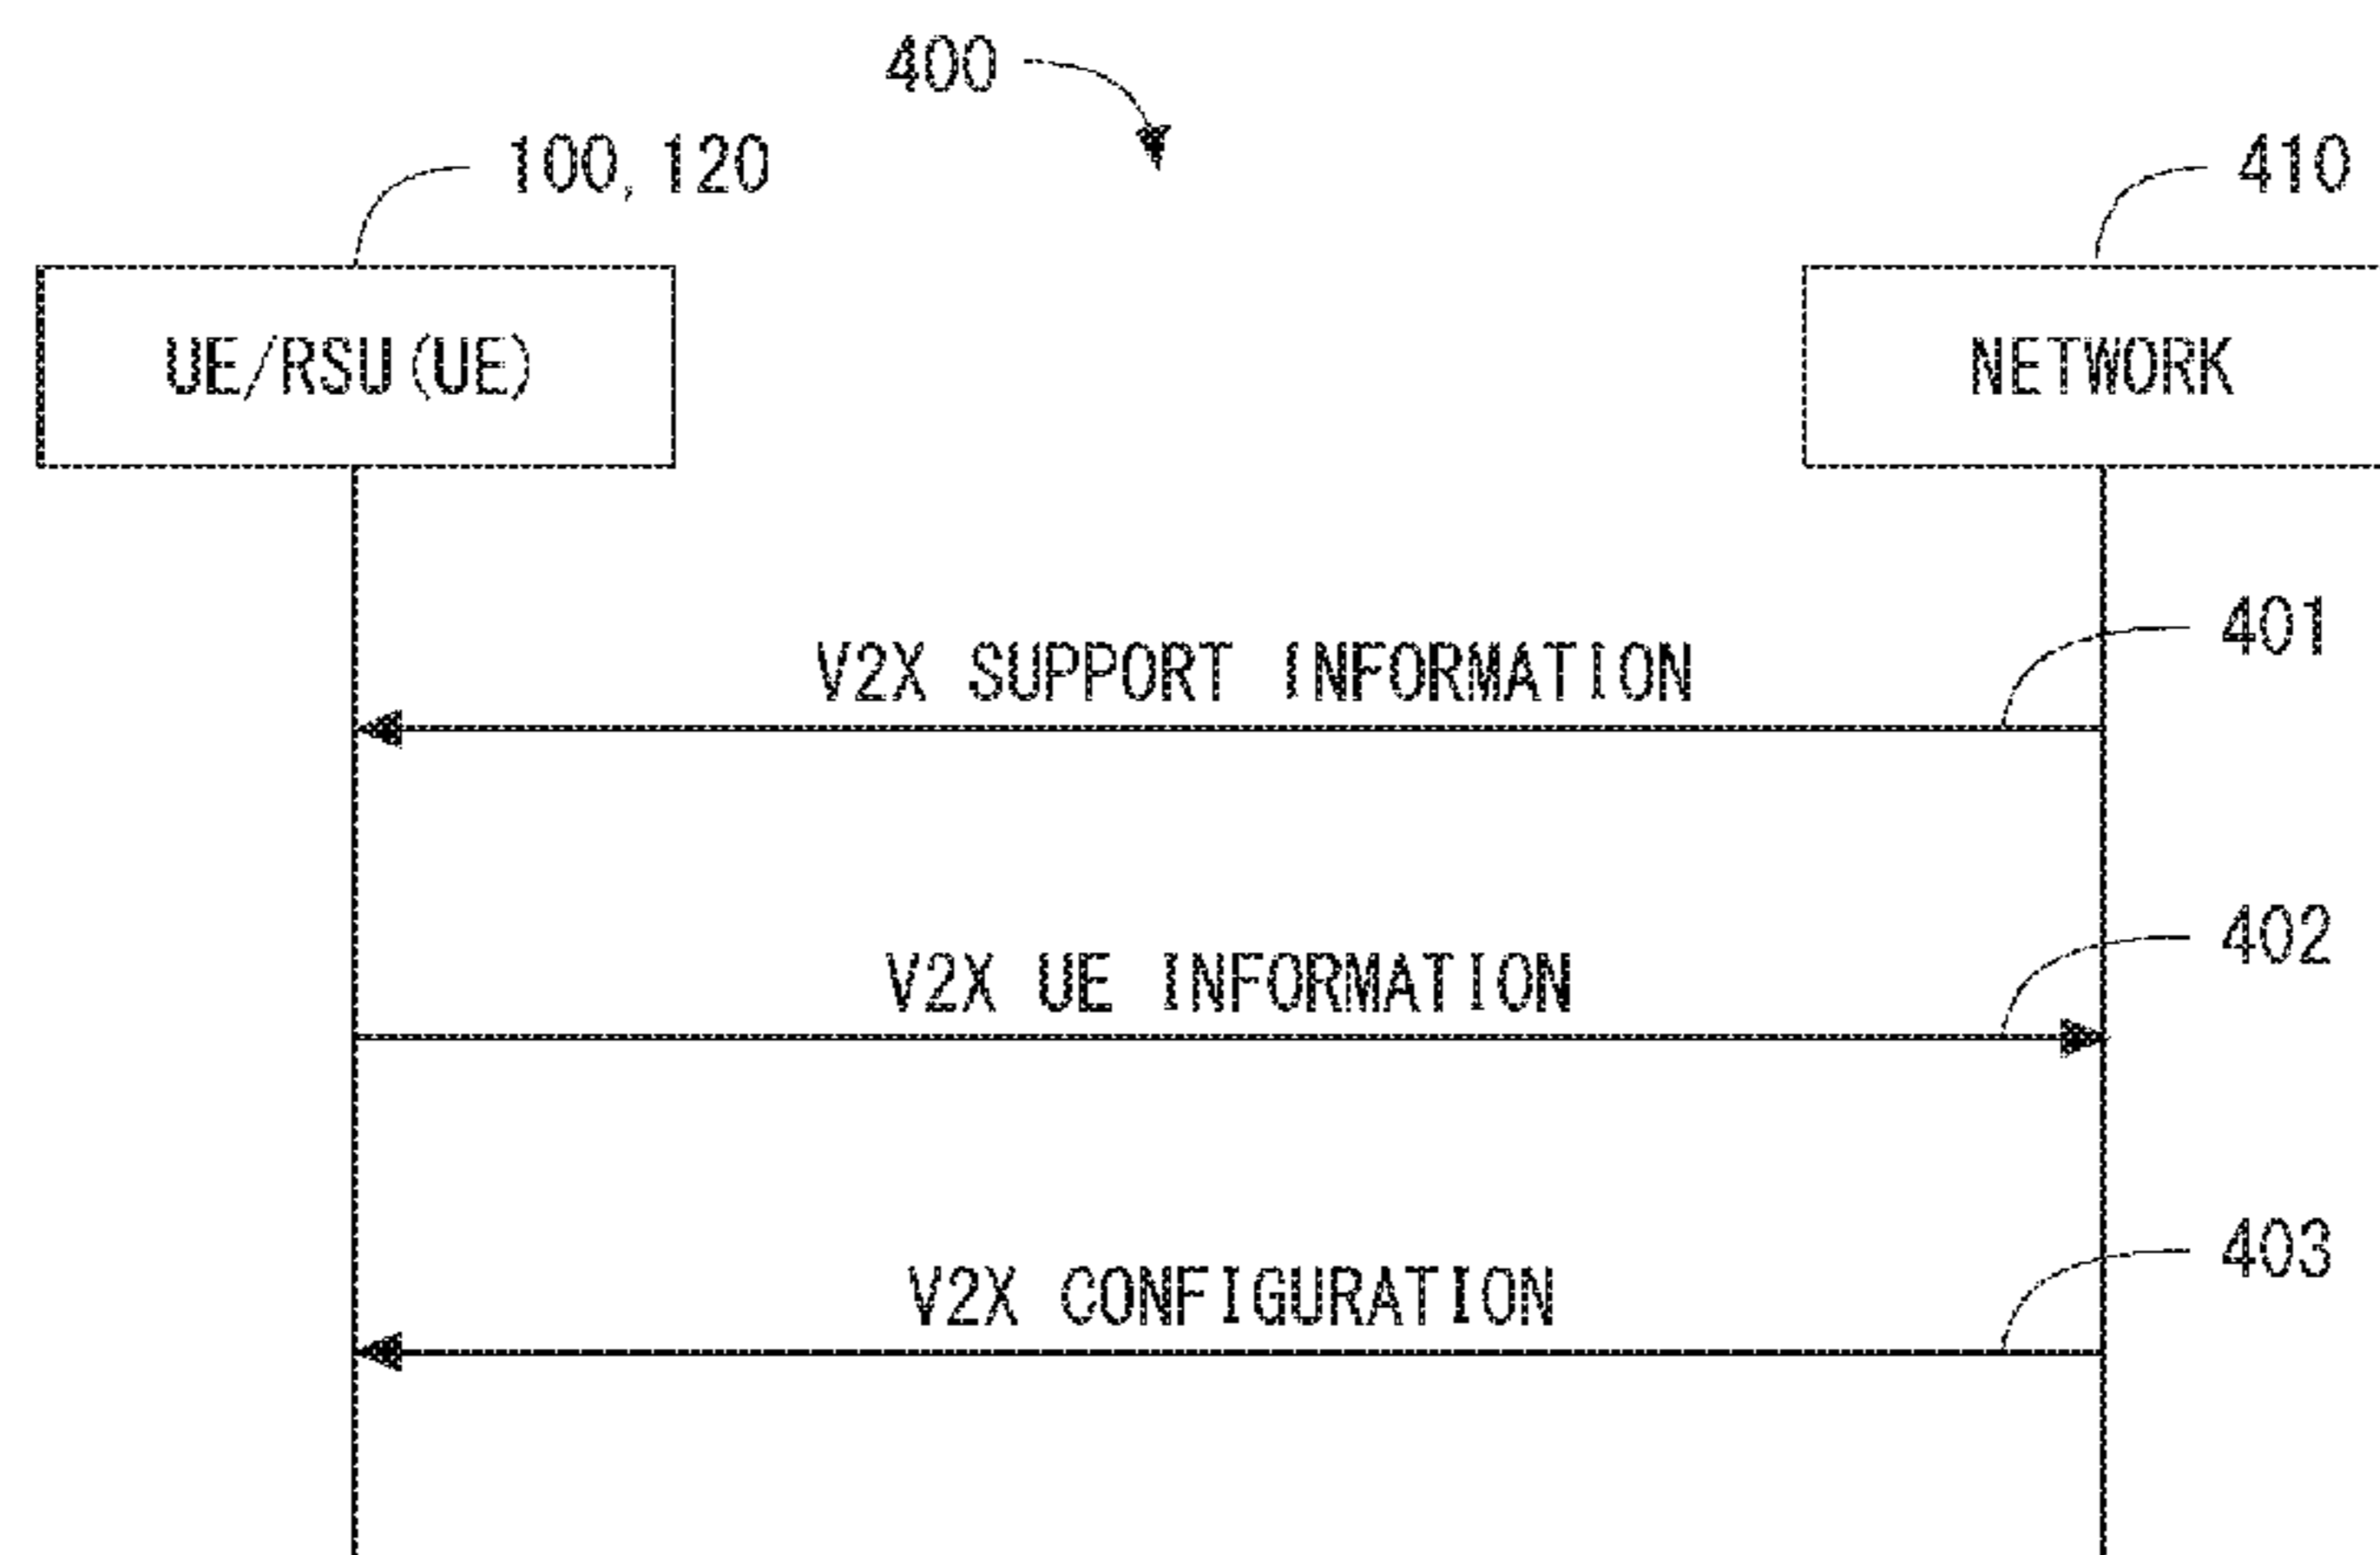 400
100, 120
410
UE/RSU(UE)
NETWORK
401
V2X SUPPORT INFORMATION
402
V2X UE INFORMATION
403
V2X CONFIGURATION